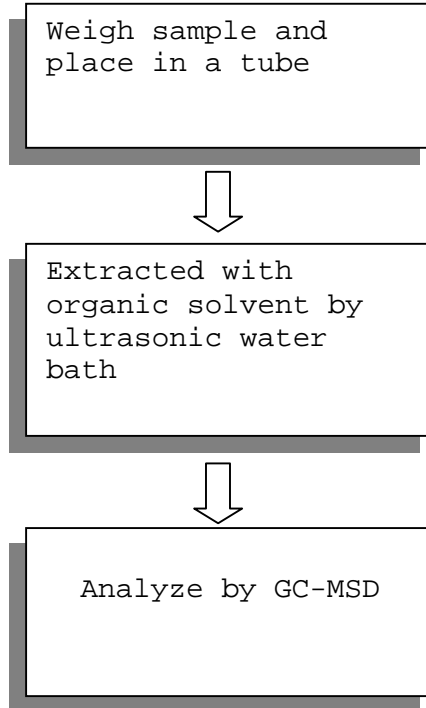 Weigh sample and
place in a tube
Extracted with
organic solvent by
ultrasonic water
bath
Analyze by GC-MSD